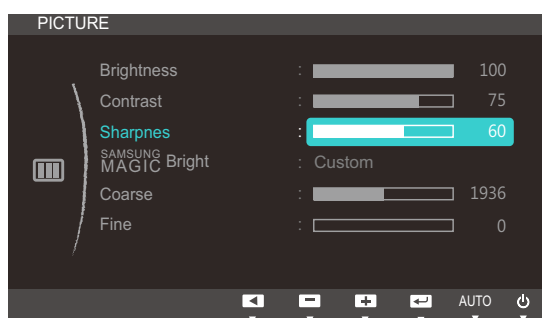 PICTURE
Brightness : 100
Contrast : 75
Sharpnes : 60
SAMSUNG MAGIC Bright : Custom
Coarse : 1936
Fine : 0
AUTO